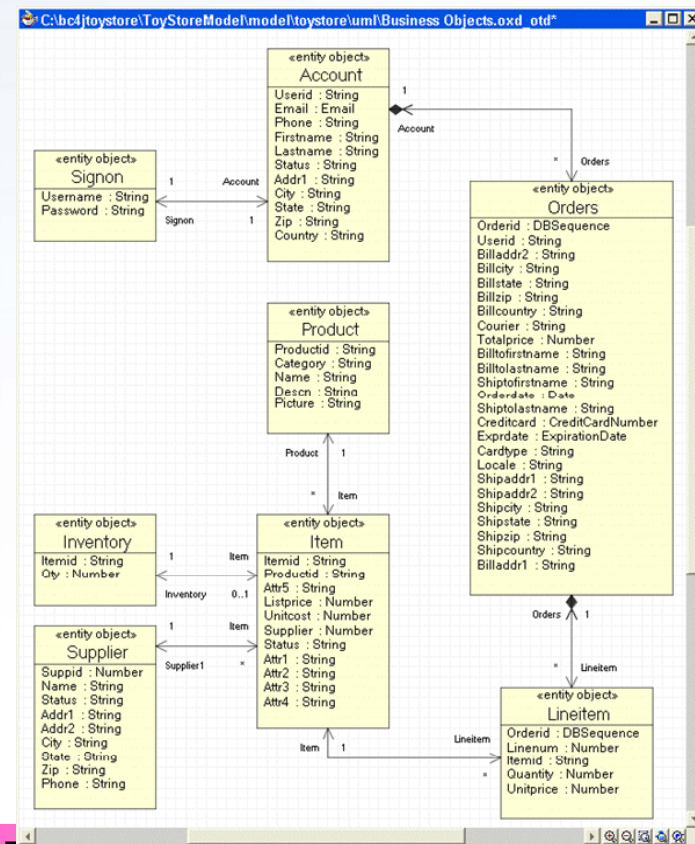 C:\bc4jtoystore\ToyStoreModel\model\toystore\uml\Business Objects.oxd_otd*
«entity object»
Account
Userid : String
Email : Email
Phone : String
Firstname : String
Lastname : String
Status : String
Addr1 : String
City : String
State : String
Zip : String
Country : String
1
Account
* Orders
«entity object»
Signon
Username : String
Password : String
1 Account
Signon 1
«entity object»
Orders
Orderid : DBSequence
Userid : String
Billaddr2 : String
Billcity : String
Billstate : String
Billzip : String
Billcountry : String
Courier : String
Totalprice : Number
Billtofirstname : String
Billtolastname : String
Shiptofirstname : String
Orderdate : Date
Shiptolastname : String
Creditcard : CreditCardNumber
Exprdate : ExpirationDate
Cardtype : String
Locale : String
Shipaddr1 : String
Shipaddr2 : String
Shipcity : String
Shipstate : String
Shipzip : String
Shipcountry : String
Billaddr1 : String
«entity object»
Product
Productid : String
Category : String
Name : String
Descn : String
Picture : String
Product 1
* Item
«entity object»
Inventory
Itemid : String
Qty : Number
1 Item
Inventory 0..1
«entity object»
Item
Itemid : String
Productid : String
Attr5 : String
Listprice : Number
Unitcost : Number
Supplier : Number
Status : String
Attr1 : String
Attr2 : String
Attr3 : String
Attr4 : String
«entity object»
Supplier
Suppid : Number
Name : String
Status : String
Addr1 : String
Addr2 : String
City : String
State : String
Zip : String
Phone : String
1 Item
Supplier1 *
Orders 1
* Lineitem
«entity object»
Lineitem
Orderid : DBSequence
Linenum : Number
Itemid : String
Quantity : Number
Unitprice : Number
Item 1
Lineitem
*